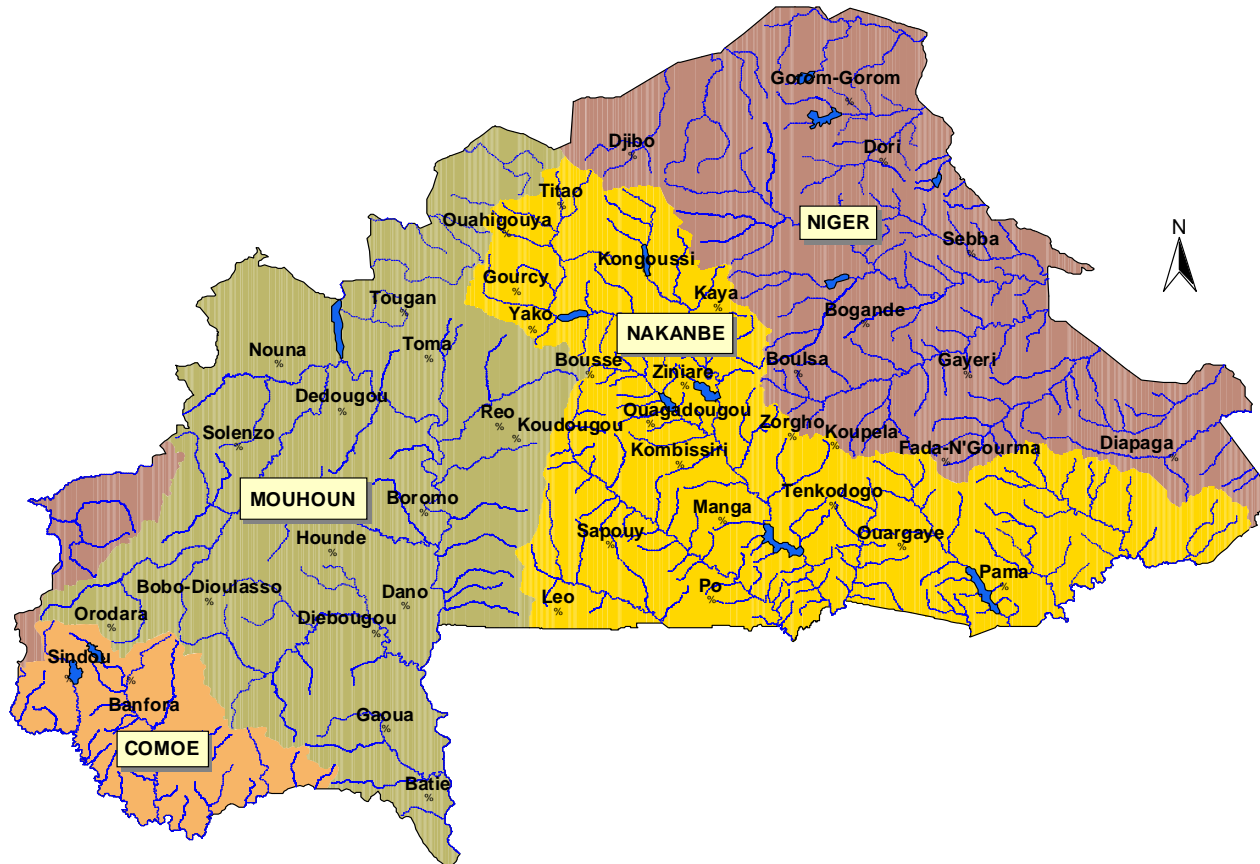 Gorom-Gorom
Djibo
Dori
Titao
Ouahigouya
NIGER
N
Sebba
Kongoussi
Gourcy
Kaya
Tougan
Yako
Bogande
NAKANBE
Toma
Nouna
Bousse
Boulsa
Gayeri
Ziniare
Dedougou
Reo
Ouagadougou
Koudougou
Zorgho
Koupela
Solenzo
Kombissiri
Fada-N'Gourma
Diapaga
MOUHOUN
Boromo
Tenkodogo
Manga
Hounde
Sapouy
Ouargaye
Pama
Bobo-Dioulasso
Dano
Po
Leo
Orodara
Diebougou
Sindou
Banfora
Gaoua
COMOE
Batie